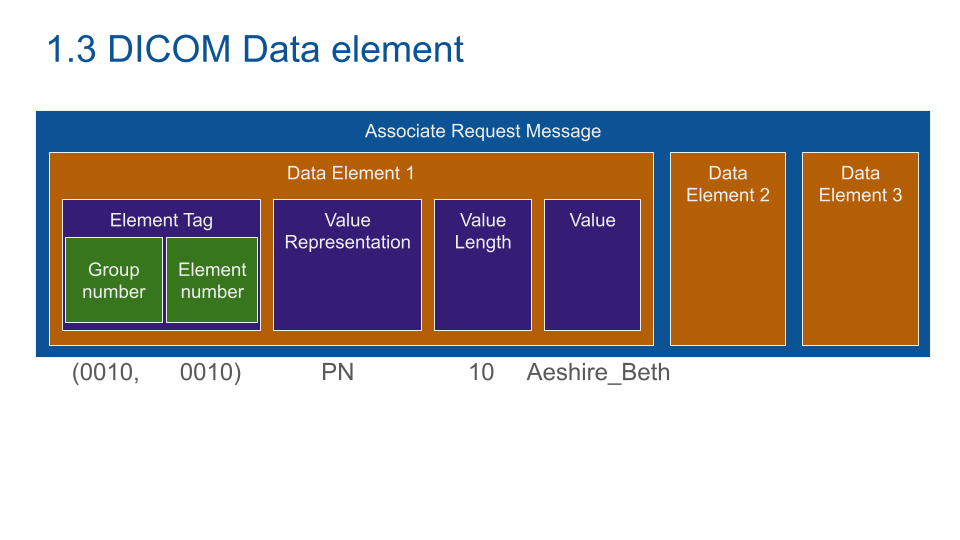 1.3 DICOM Data element
Associate Request Message
Data Element 1
Element Tag
Group
number
Element
number
Value
Representation
Value
Length
Value
Data
Element 2
Data
Element 3
(0010,
0010)
PN
10
Aeshire_Beth